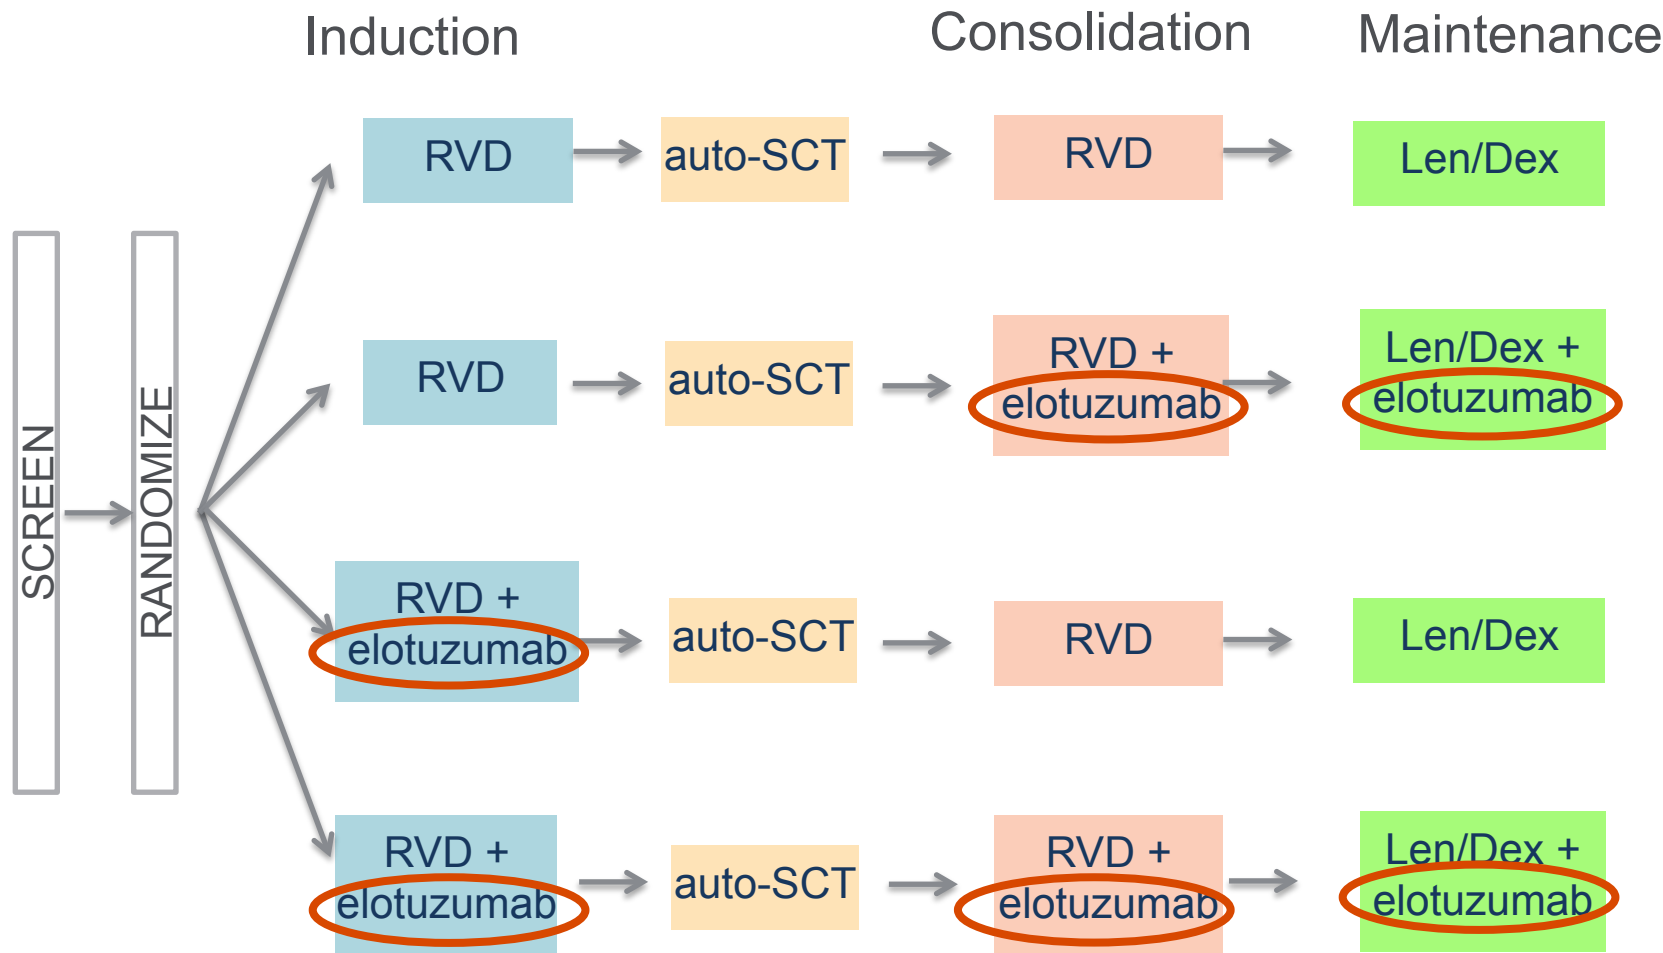 Induction
Consolidation
Maintenance
SCREEN
RANDOMIZE
RVD
auto-SCT
RVD
Len/Dex
RVD
auto-SCT
RVD +
elotuzumab
Len/Dex +
elotuzumab
RVD +
elotuzumab
auto-SCT
RVD
Len/Dex
RVD +
elotuzumab
auto-SCT
RVD +
elotuzumab
Len/Dex +
elotuzumab